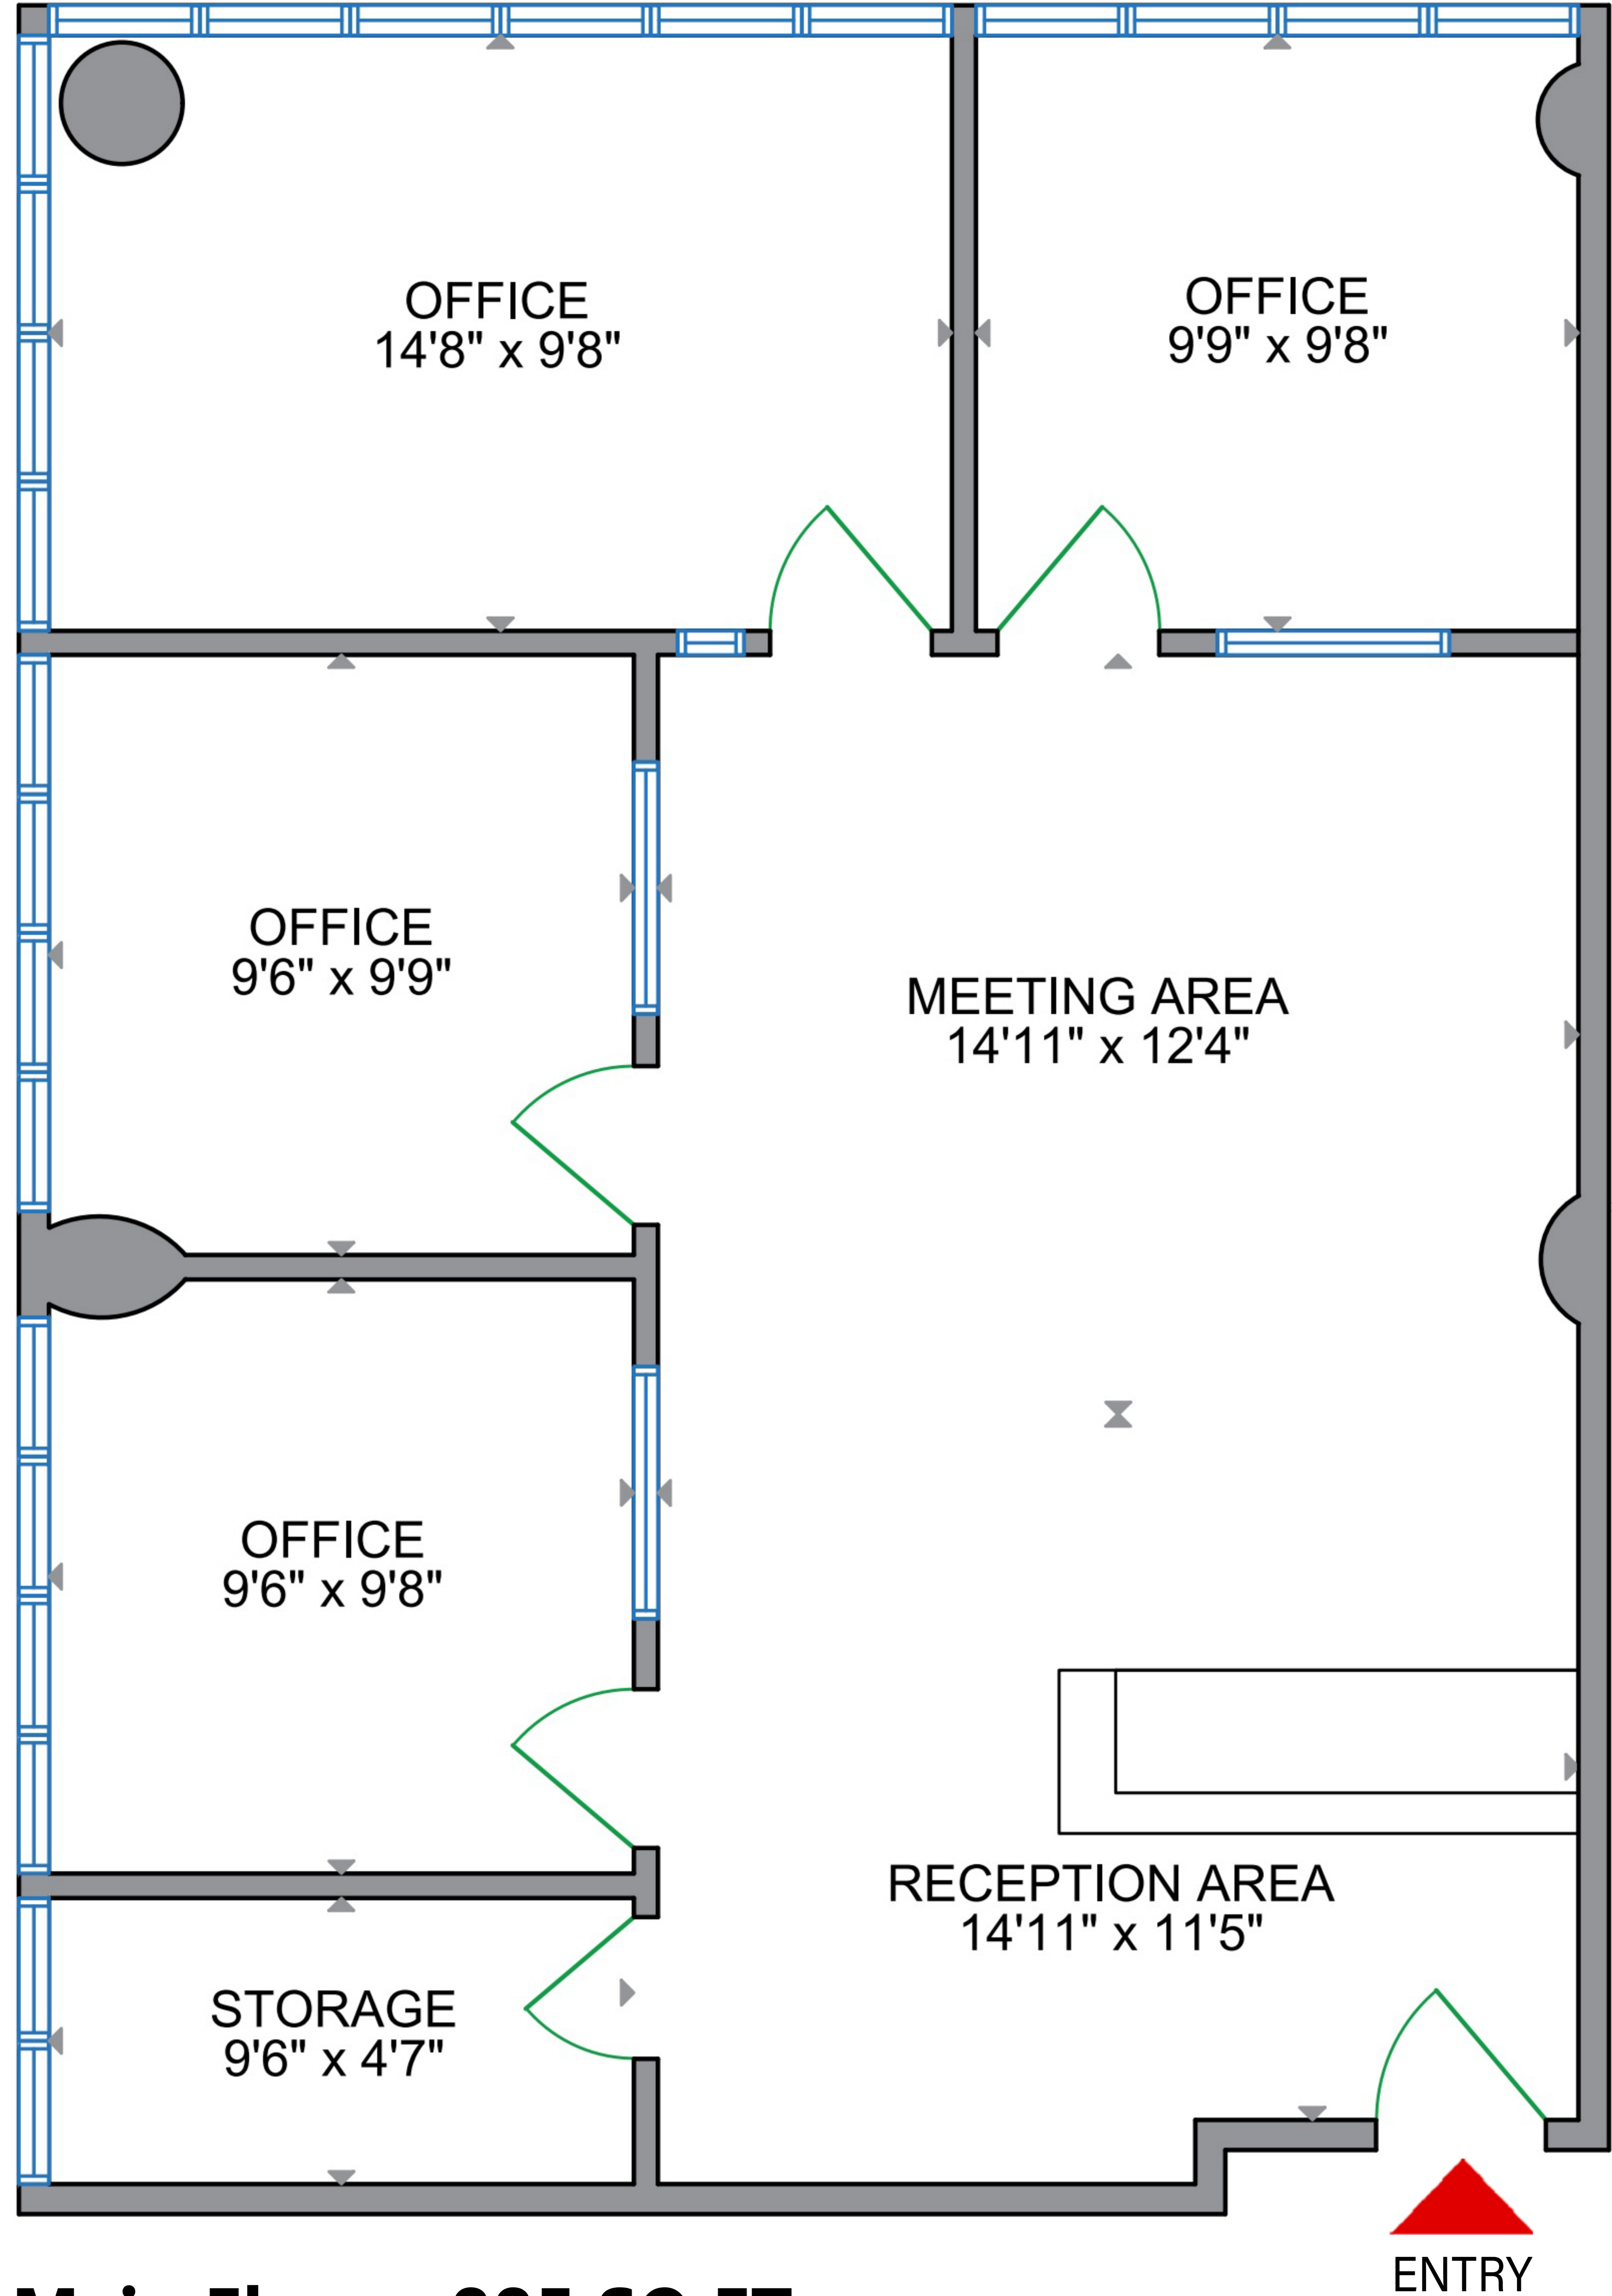 OFFICE
14'8" x 9'8"
OFFICE
9'9" x 9'8"
OFFICE
9'6" x 9'9"
MEETING AREA
14'11" x 12'4"
OFFICE
9'6" x 9'8"
RECEPTION AREA
14'11" x 11'5"
STORAGE
9'6" x 4'7"
ENTRY